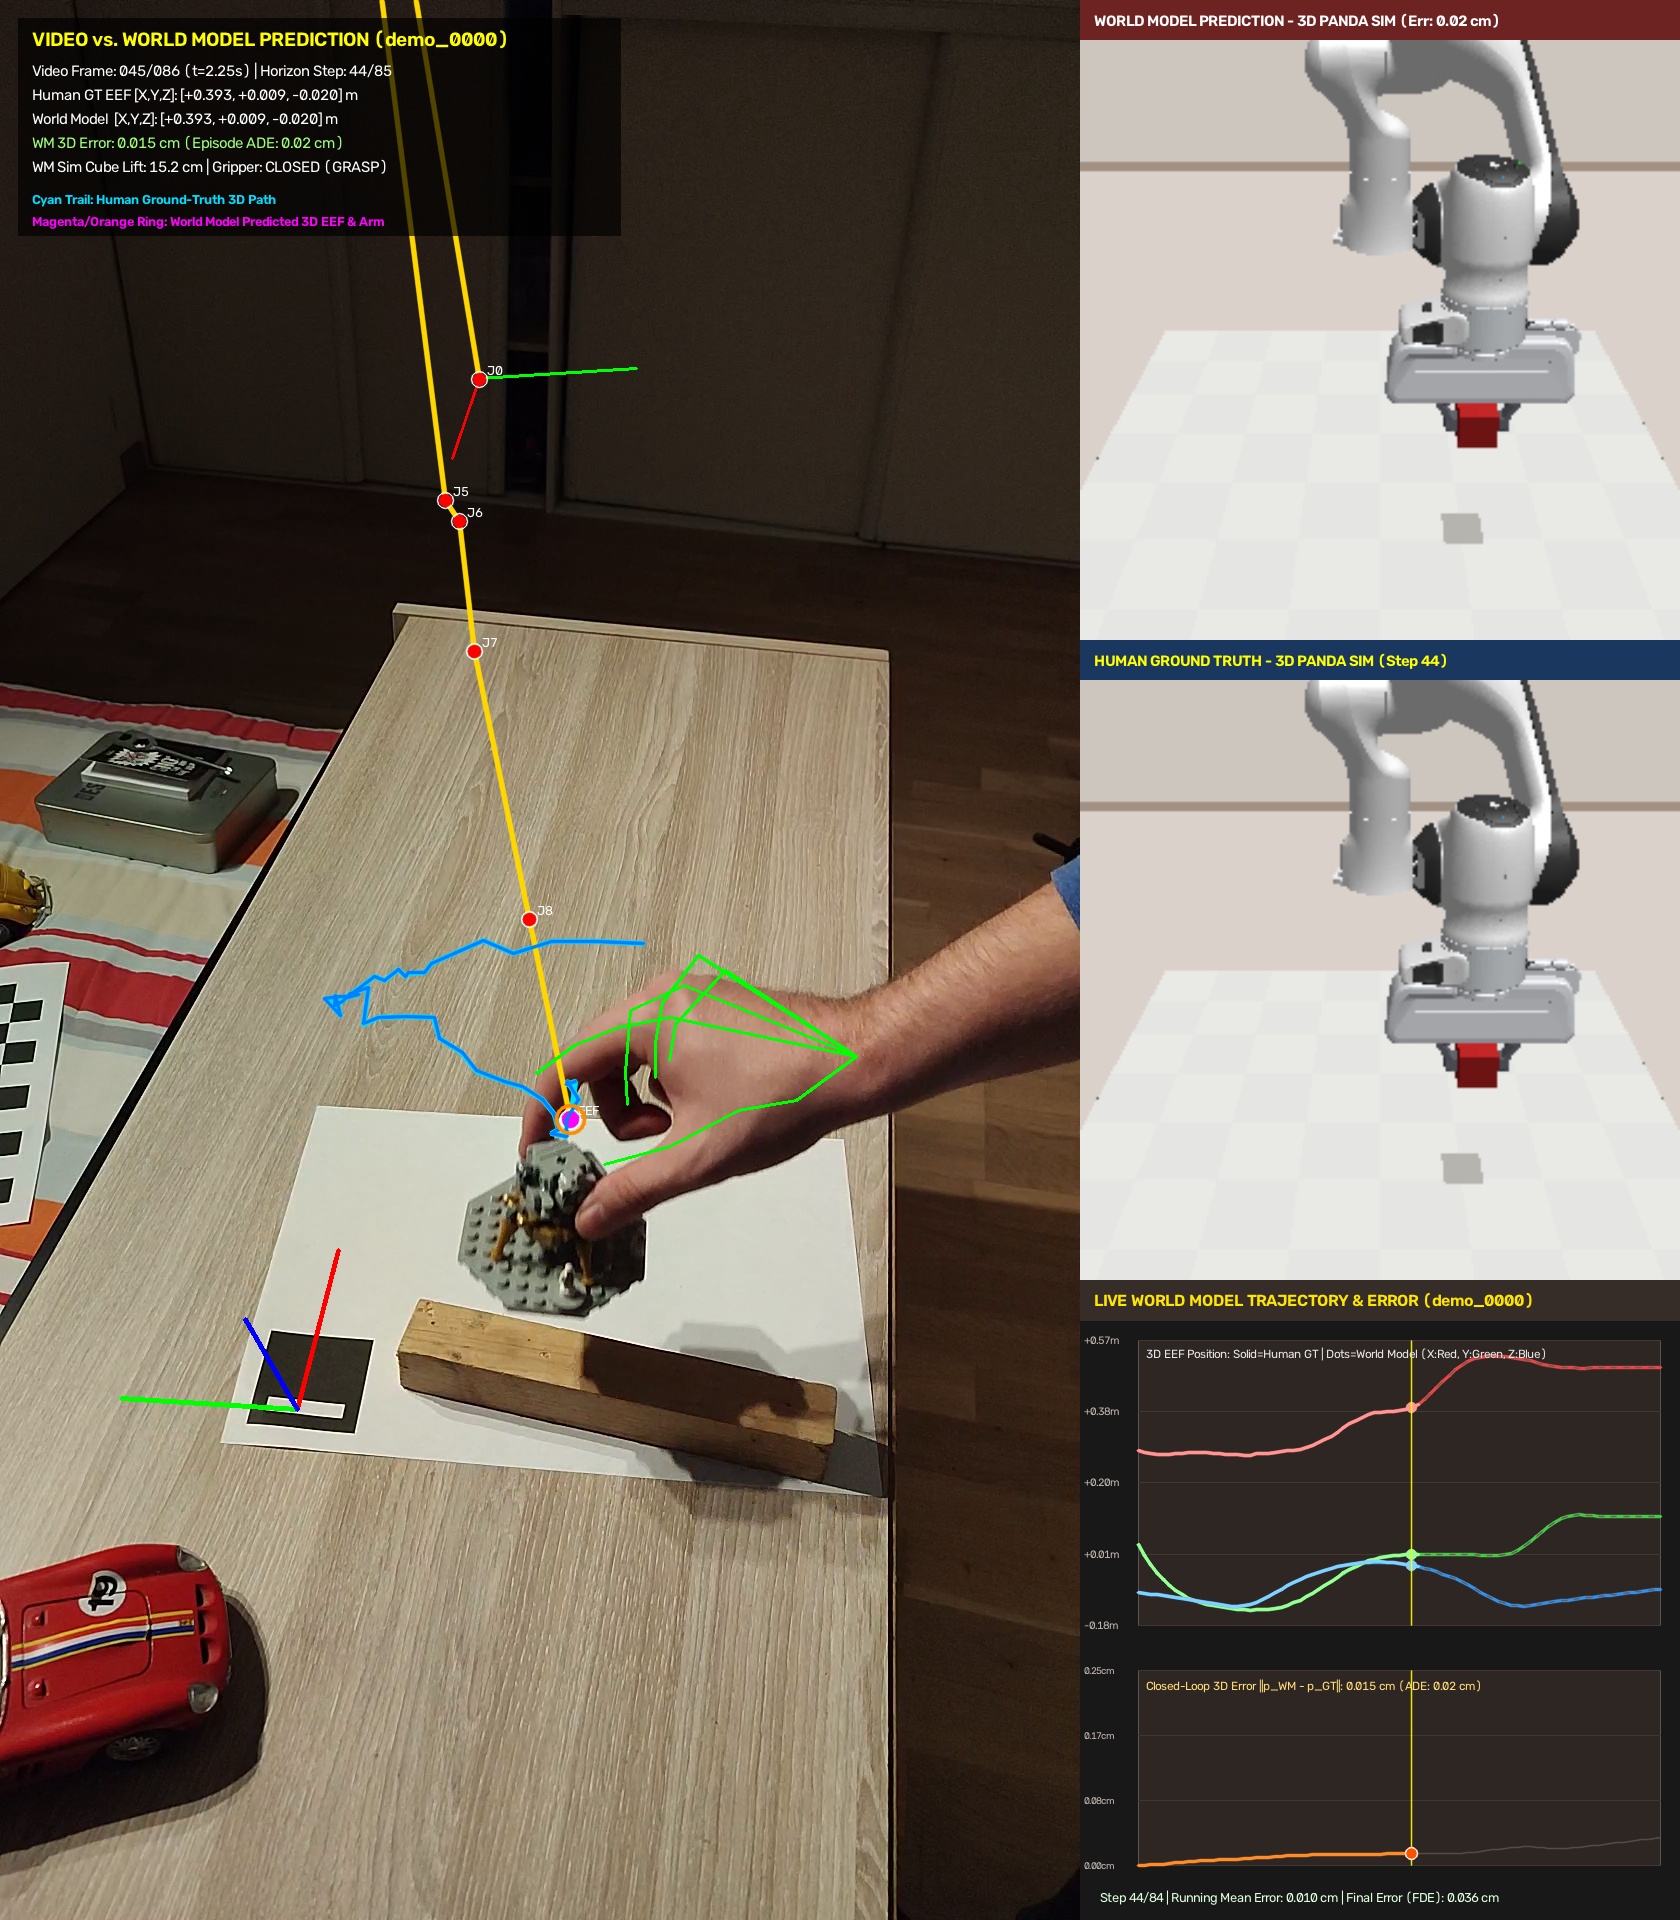 VIDEO vs. WORLD MODEL PREDICTION (demo_0000)
Video Frame: 045/086 (t=2.25s) | Horizon Step: 44/85
Human GT EEF [X,Y,Z]: [+0.393, +0.009, -0.020] m
World Model [X,Y,Z]: [+0.393, +0.009, -0.020] m
WM 3D Error: 0.015 cm (Episode ADE: 0.02 cm)
WM Sim Cube Lift: 15.2 cm | Gripper: CLOSED (GRASP)
Cyan Trail: Human Ground-Truth 3D Path
Magenta/Orange Ring: World Model Predicted 3D EEF & Arm
J0
J5
J6
J7
J8
EEF
WORLD MODEL PREDICTION - 3D PANDA SIM (Err: 0.02 cm)
HUMAN GROUND TRUTH - 3D PANDA SIM (Step 44)
LIVE WORLD MODEL TRAJECTORY & ERROR (demo_0000)
+0.57m
3D EEF Position: Solid=Human GT | Dots=World Model (X:Red, Y:Green, Z:Blue)
+0.38m
+0.20m
+0.01m
-0.18m
0.25cm
Closed-Loop 3D Error ||p_WM - p_GT||: 0.015 cm (ADE: 0.02 cm)
0.17cm
0.08cm
0.00cm
Step 44/84 | Running Mean Error: 0.010 cm | Final Error (FDE): 0.036 cm